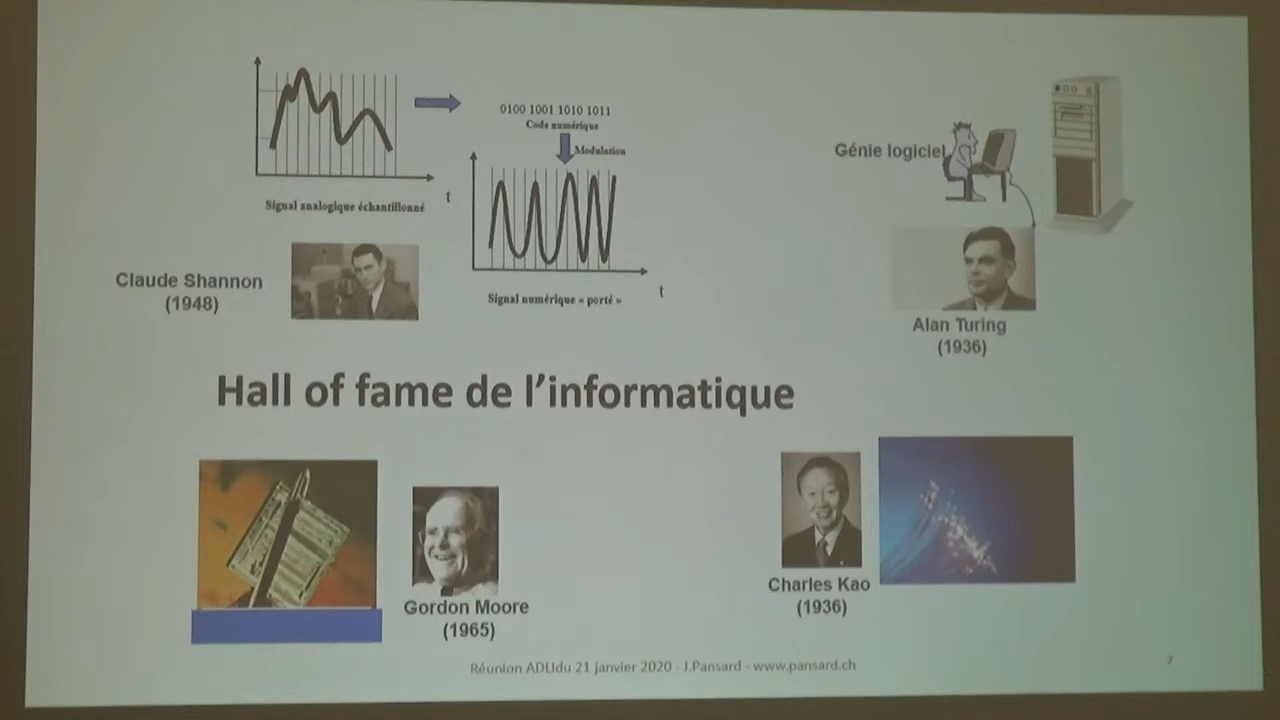 0100 1001 1010 1011
Code numérique
Modulation
Signal analogique échantillonné
t
Signal numérique « porté »
t
Claude Shannon
(1948)
Génie logiciel
Alan Turing
(1936)
Hall of fame de l'informatique
Gordon Moore
(1965)
Charles Kao
(1936)
Réunion ADIJdu 21 janvier 2020 - J.Pansard - www.pansard.ch
7